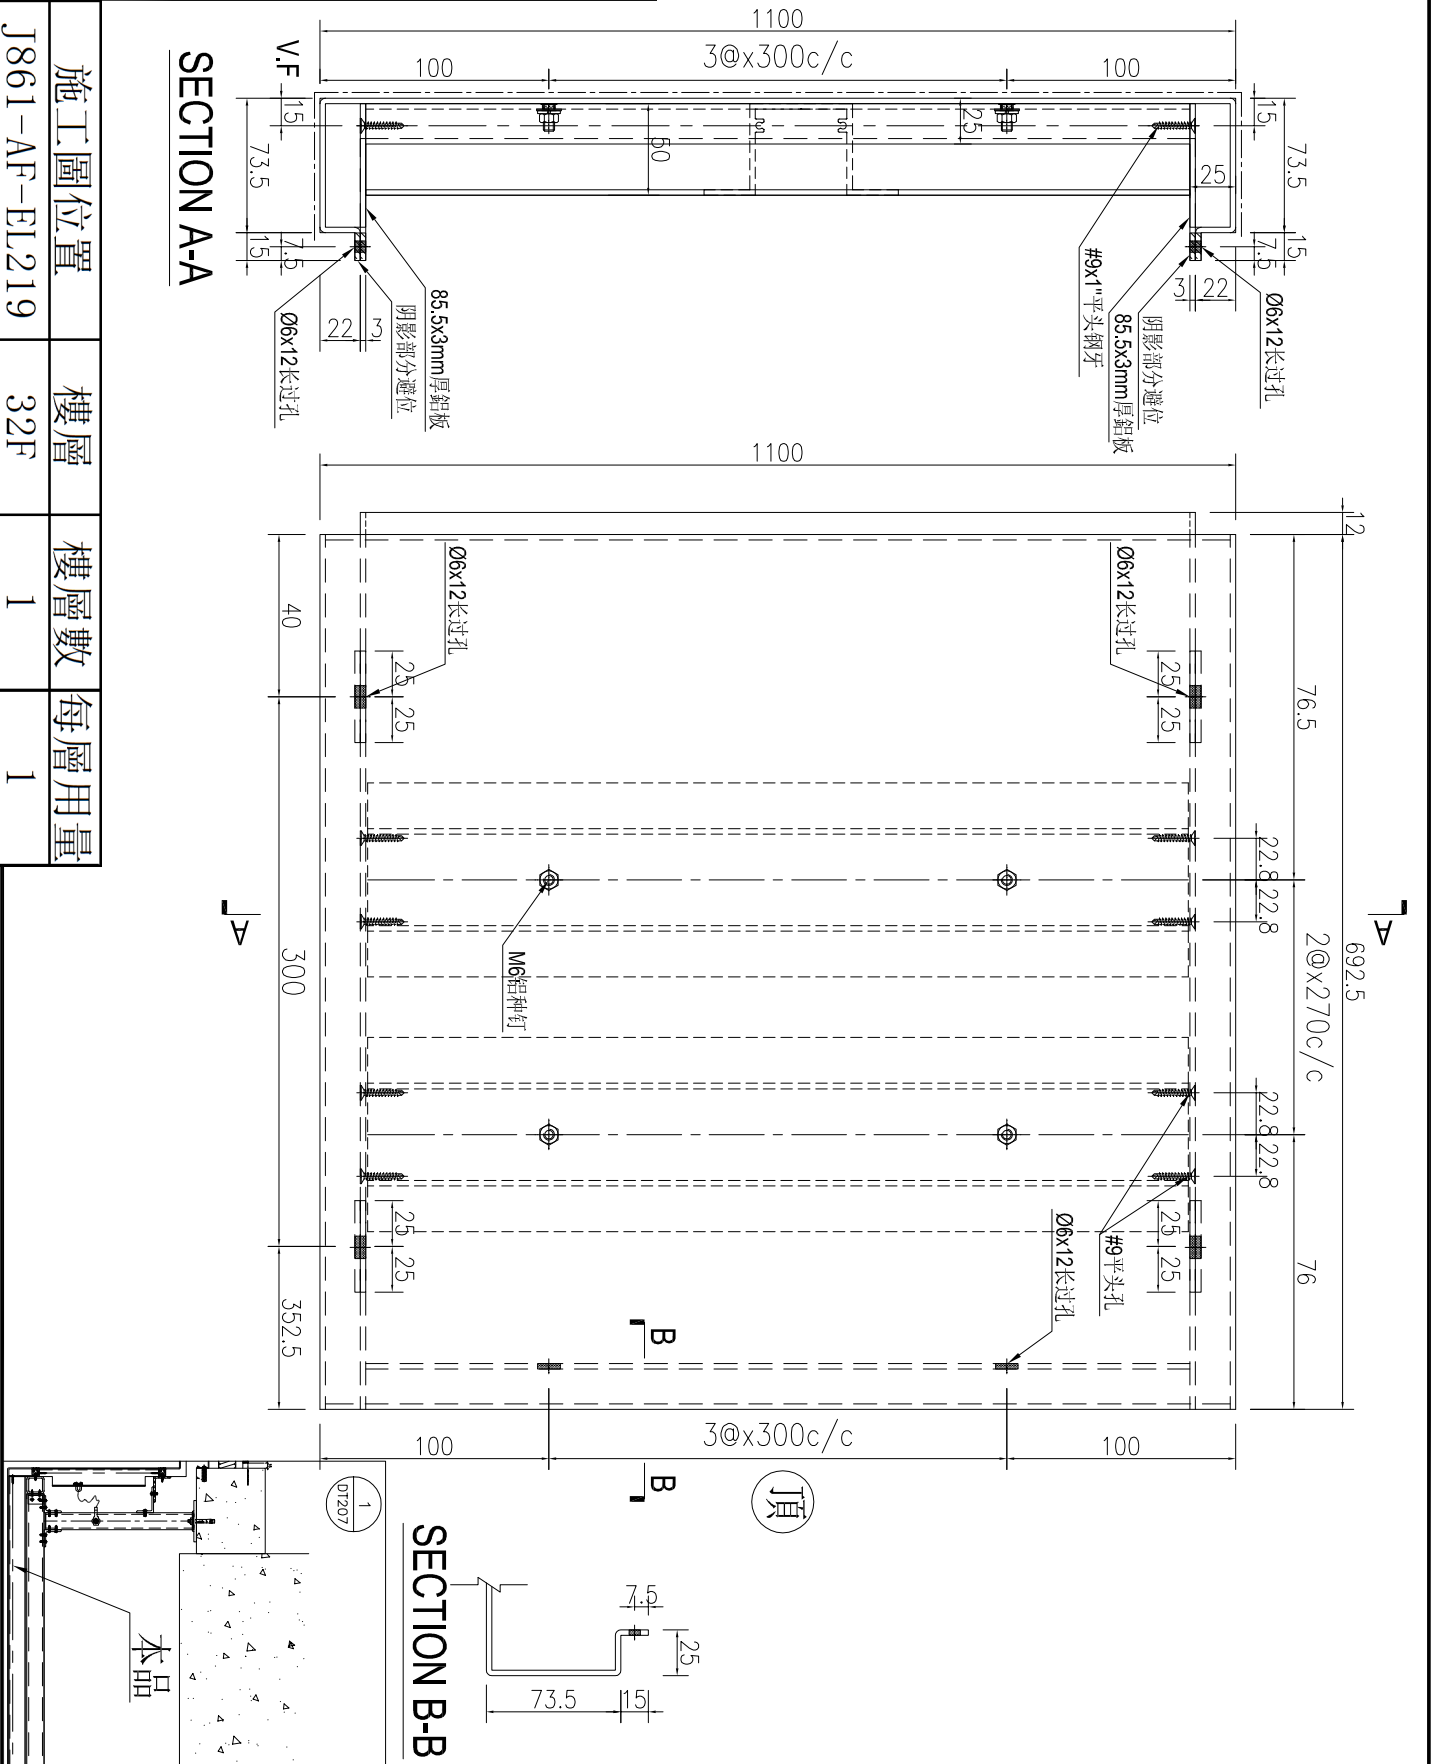 1100
3@x300c/c
100
100
V.F
15
73.5
15
7.5
25
50
15
73.5
25
15
7.5
22
3
3
22
Ø6x12长过孔
阴影部分避位
85.5x3mm厚鋁板
#9x1"平头钢牙
Ø6x12长过孔
阴影部分避位
85.5x3mm厚鋁板
SECTION A-A
1100
12
692.5
76.5
2@x270c/c
76
22.8
22.8
22.8
22.8
Ø6x12长过孔
Ø6x12长过孔
25
25
25
25
25
25
25
25
40
300
352.5
M6铝种钉
#9平头孔
Ø6x12长过孔
A
A
B
B
100
3@x300c/c
100
頂
7.5
25
73.5
15
SECTION B-B
1
DT207
本品
施工圖位置
樓層
樓層數
每層用量
J861-AF-EL219
32F
1
1